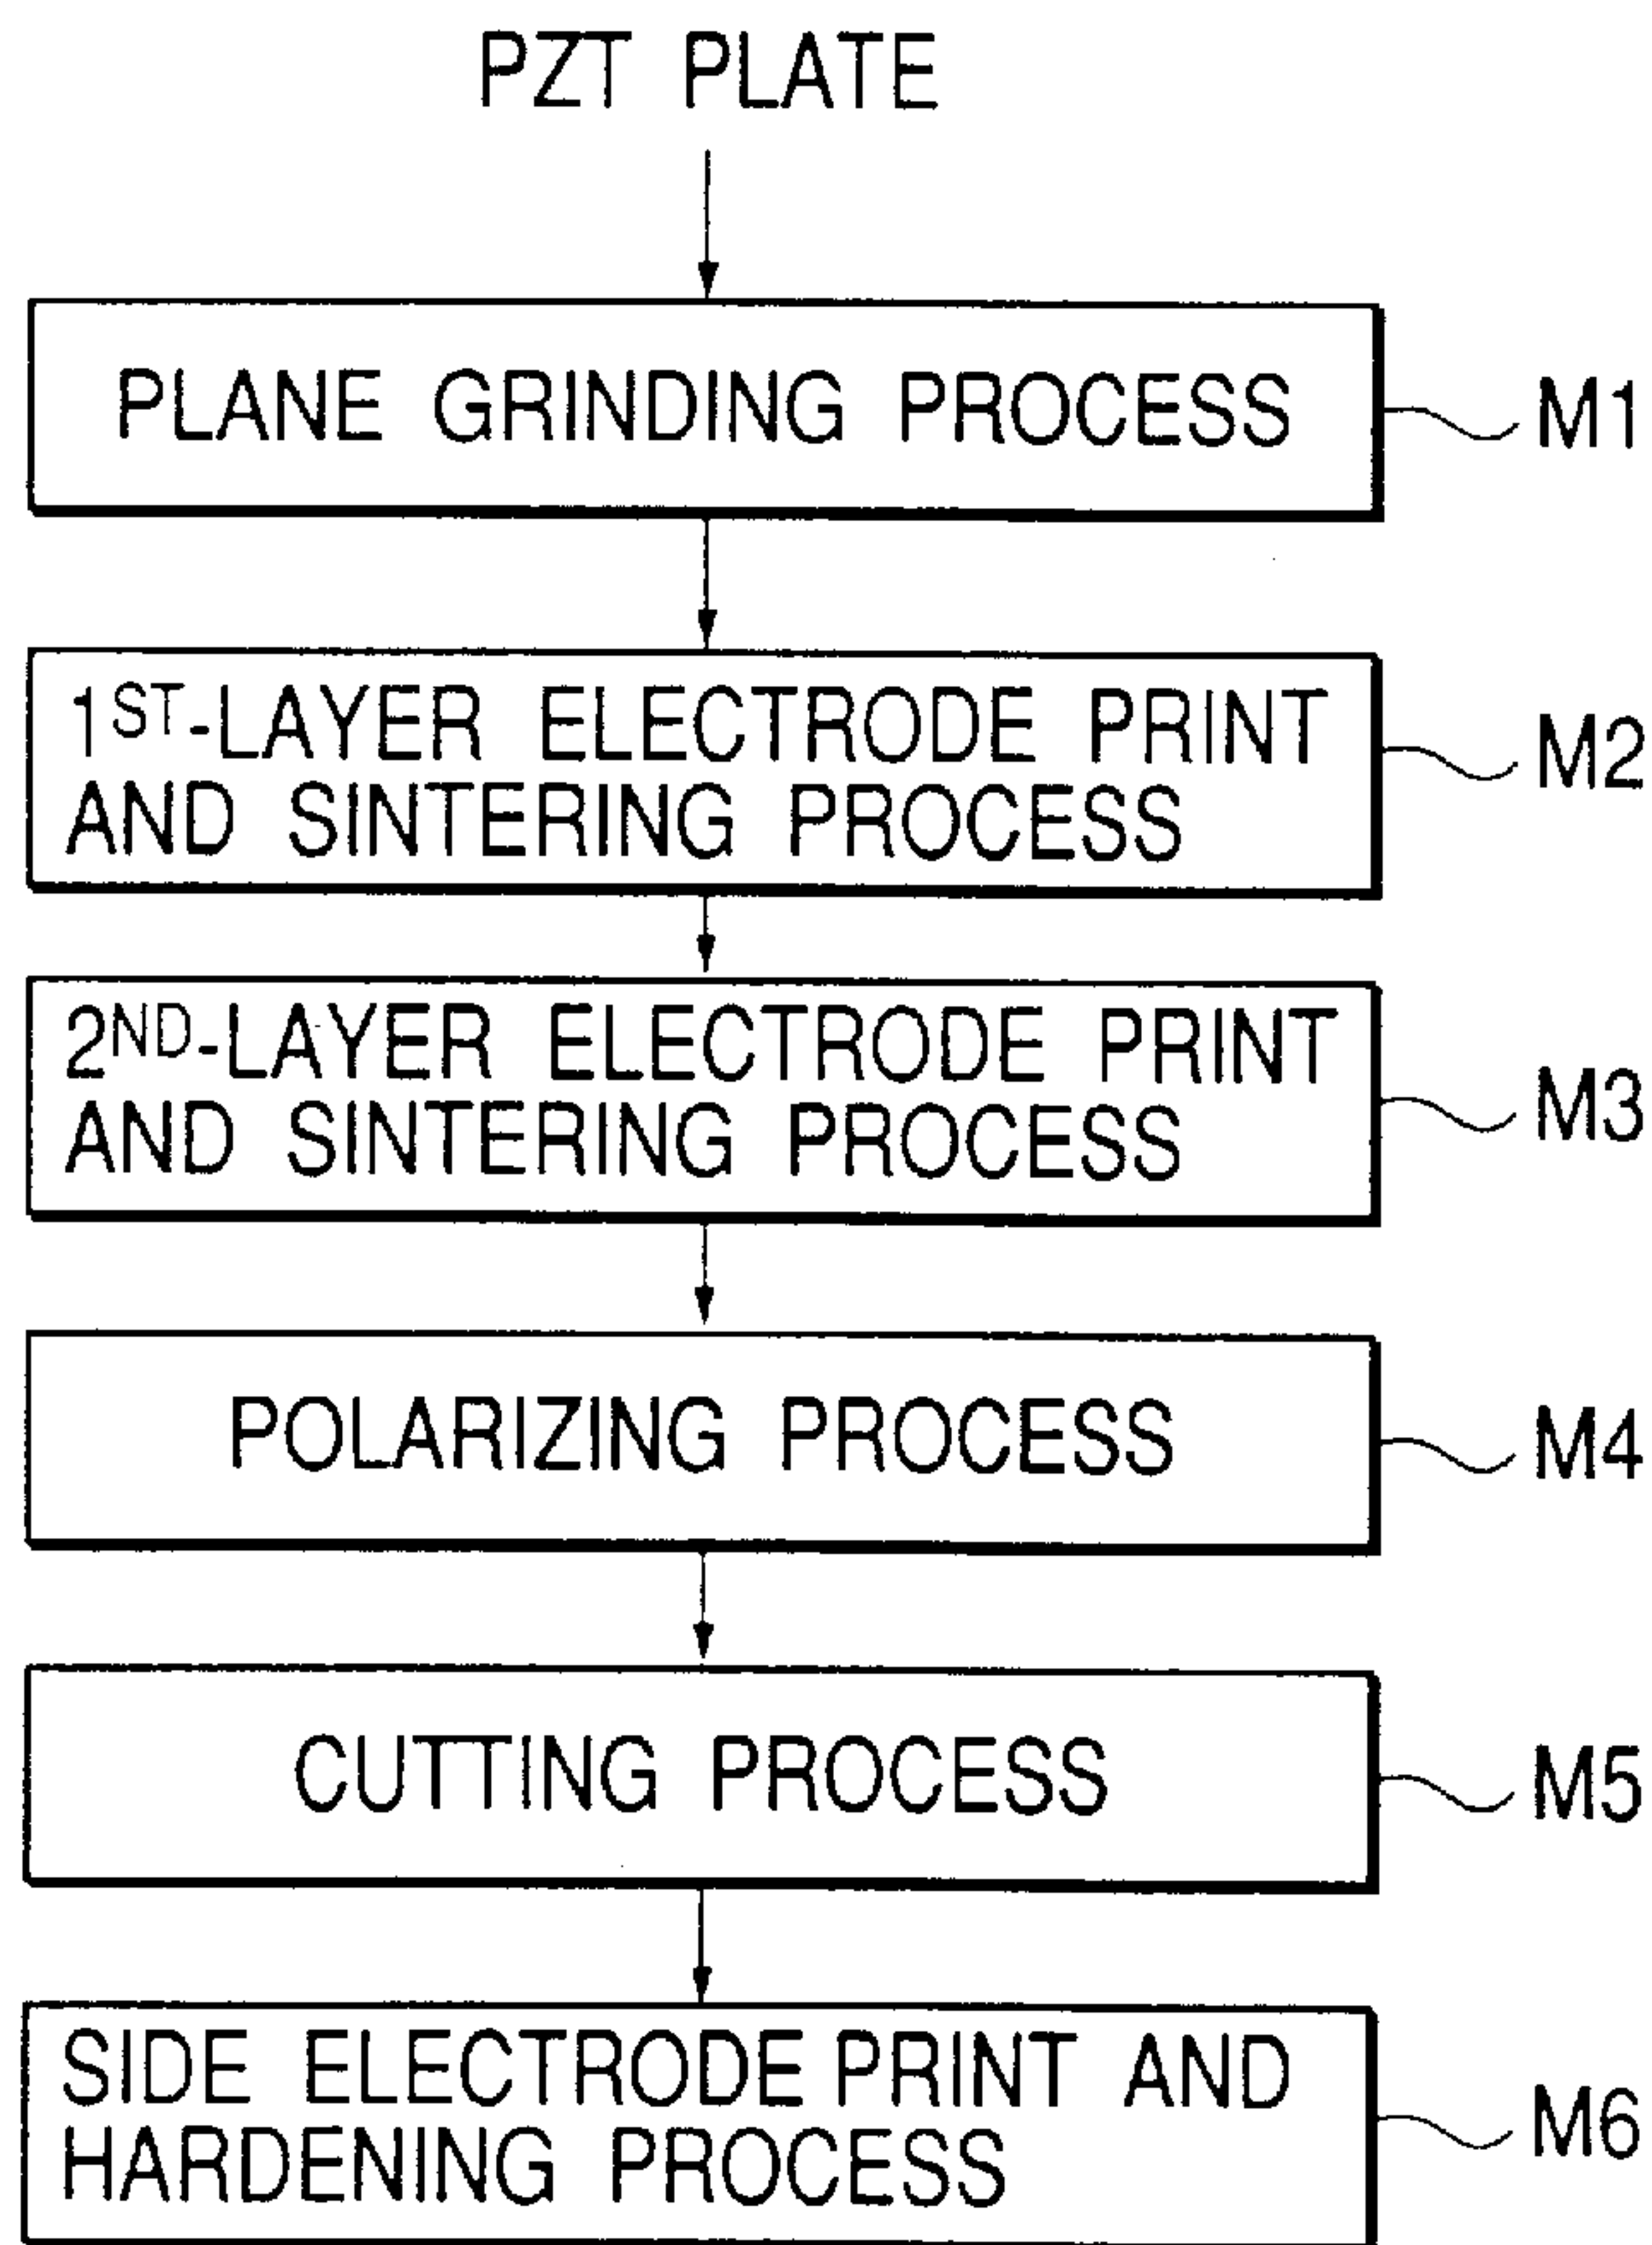 PZT PLATE
PLANE GRINDING PROCESS
M1
1ST-LAYER ELECTRODE PRINT
AND SINTERING PROCESS
M2
2ND-LAYER ELECTRODE PRINT
AND SINTERING PROCESS
M3
POLARIZING PROCESS
M4
CUTTING PROCESS
M5
SIDE ELECTRODE PRINT AND
HARDENING PROCESS
M6